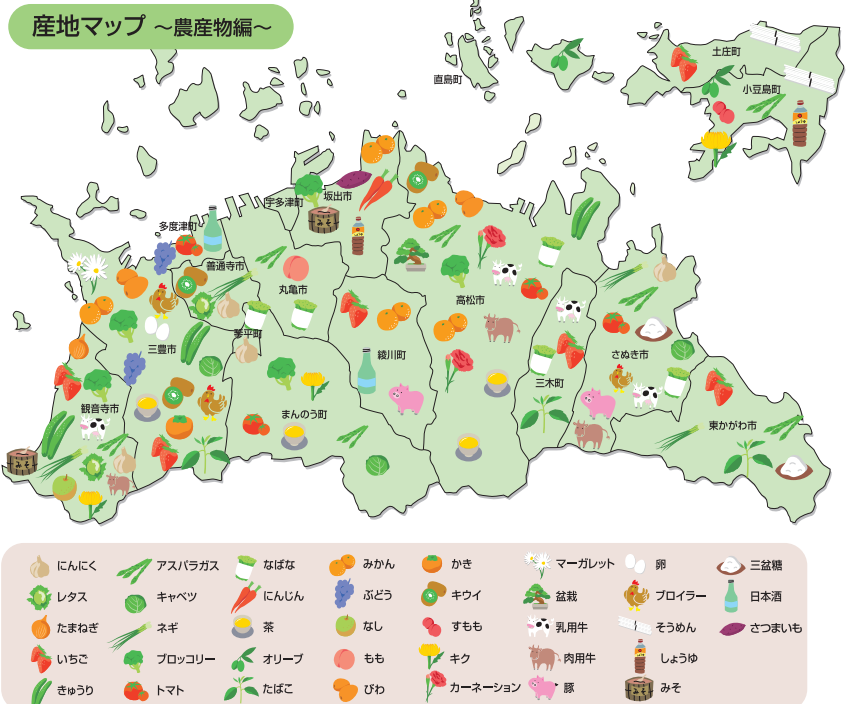 産地マップ ～農産物編～
直島町
土庄町
小豆島町
宇多津町
坂出市
みそ
多度津町
善通寺市
丸亀市
高松市
琴平町
三豊市
綾川町
さぬき市
三木町
観音寺市
まんのう町
東かがわ市
みそ
にんにく
アスパラガス
なばな
みかん
かき
マーガレット
卵
三盆糖
レタス
キャベツ
にんじん
ぶどう
キウイ
盆栽
ブロイラー
日本酒
たまねぎ
ネギ
茶
なし
すもも
乳用牛
そうめん
さつまいも
いちご
ブロッコリー
オリーブ
もも
キク
肉用牛
しょうゆ
きゅうり
トマト
たばこ
びわ
カーネーション
豚
みそ
みそ